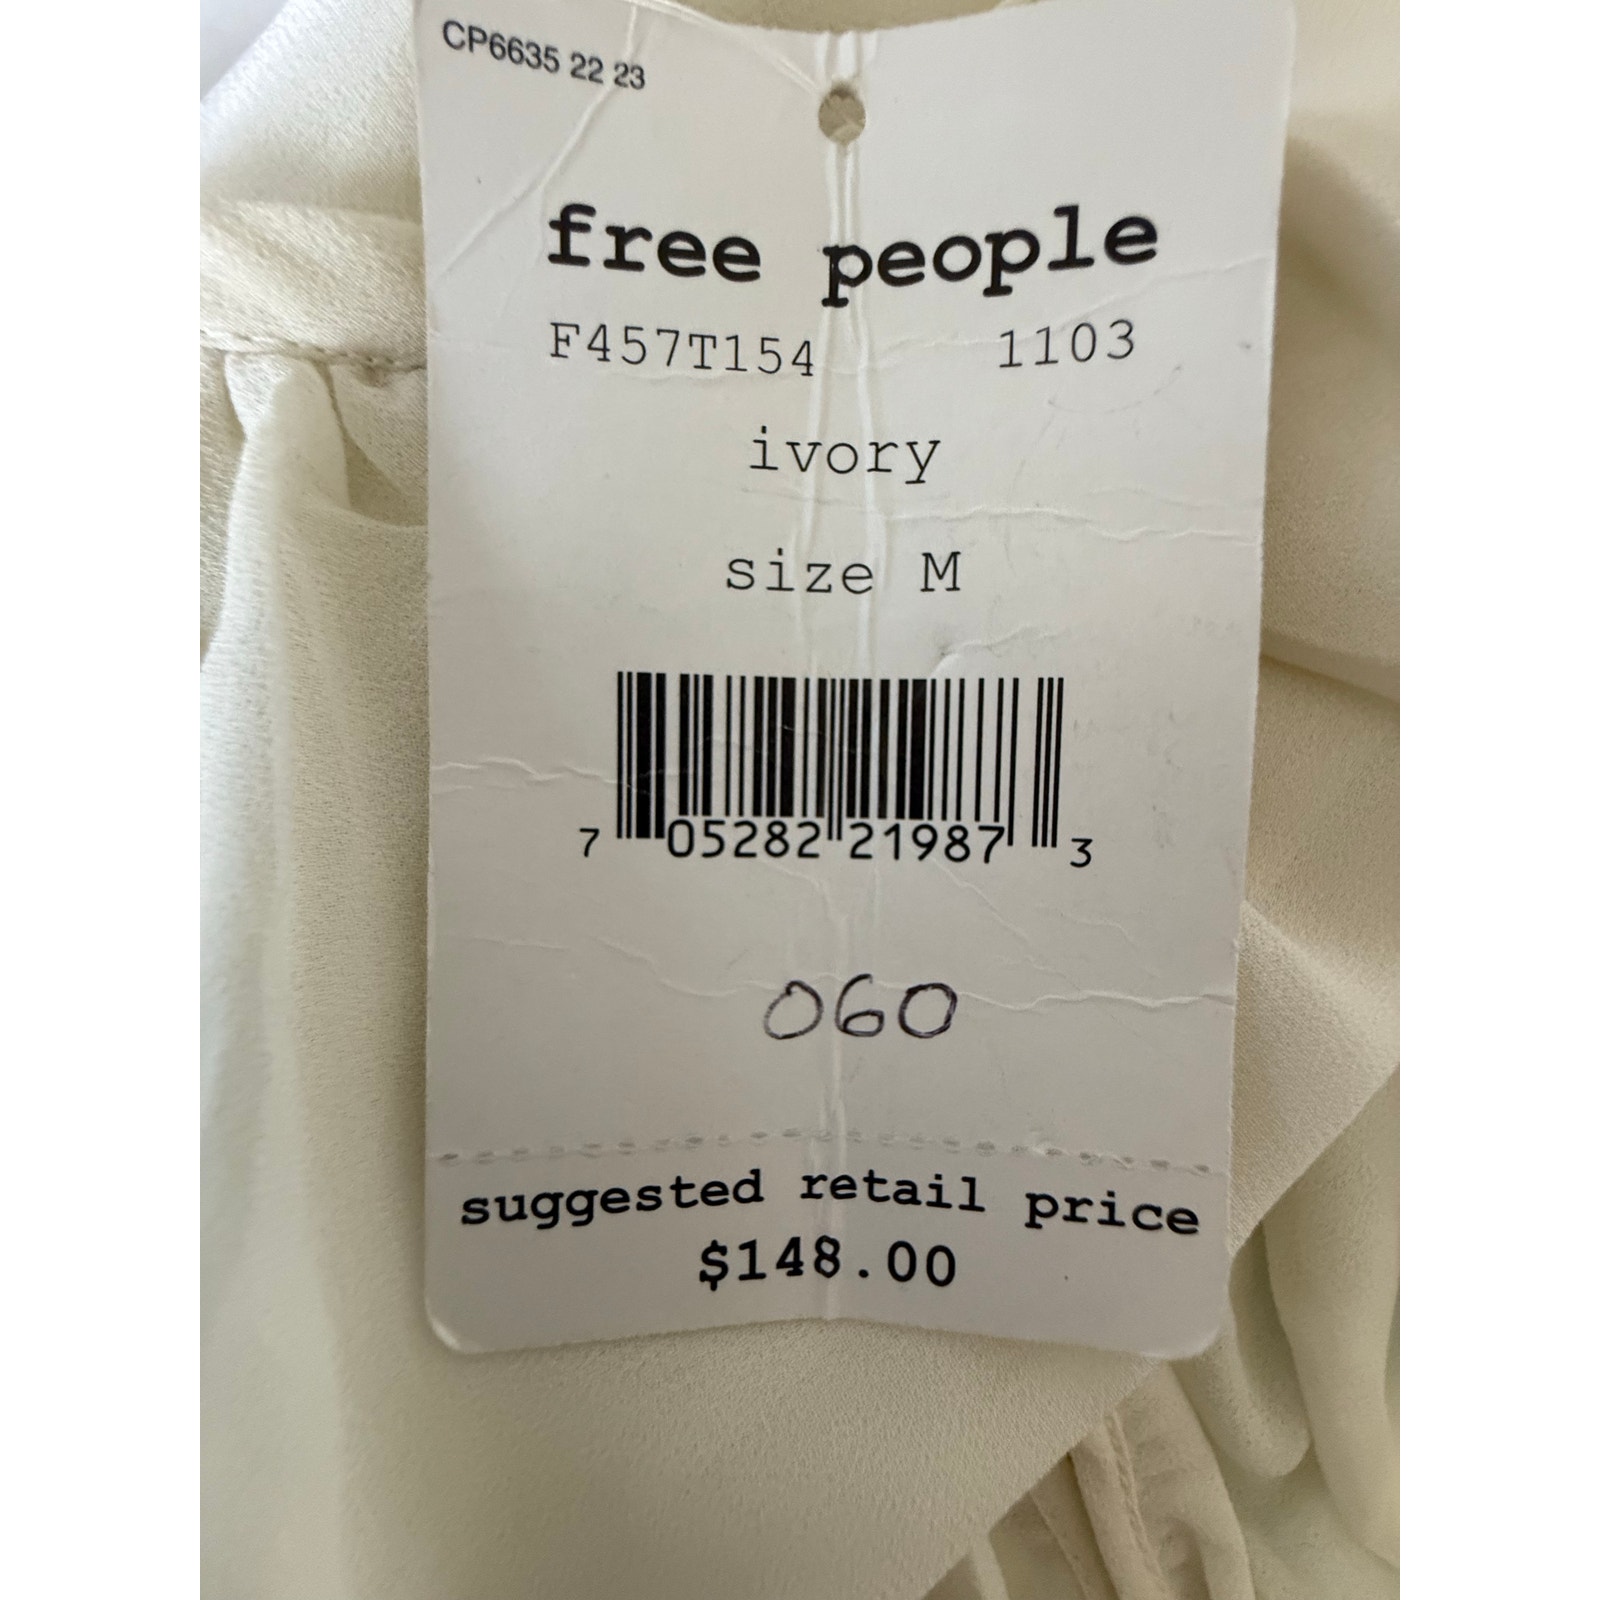 CP6635 22 23
free people
F457T154 1103
ivory
size M
7 05282 21987 3
060
suggested retail price
$148.00